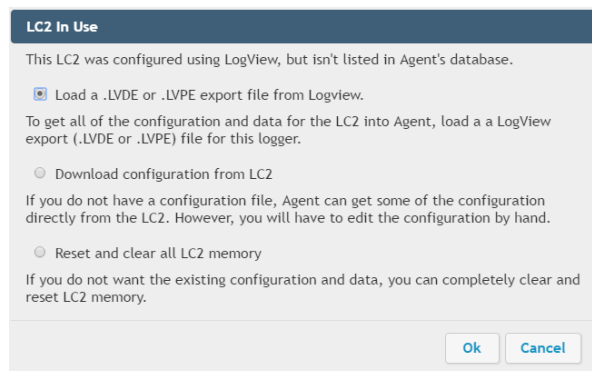 LC2 In Use
This LC2 was configured using LogView, but isn't listed in Agent's database.
Load a .LVDE or .LVPE export file from Logview.
To get all of the configuration and data for the LC2 into Agent, load a a LogView
export (.LVDE or .LVPE) file for this logger.
Download configuration from LC2
If you do not have a configuration file, Agent can get some of the configuration
directly from the LC2. However, you will have to edit the configuration by hand.
Reset and clear all LC2 memory
If you do not want the existing configuration and data, you can completely clear and
reset LC2 memory.
Ok Cancel